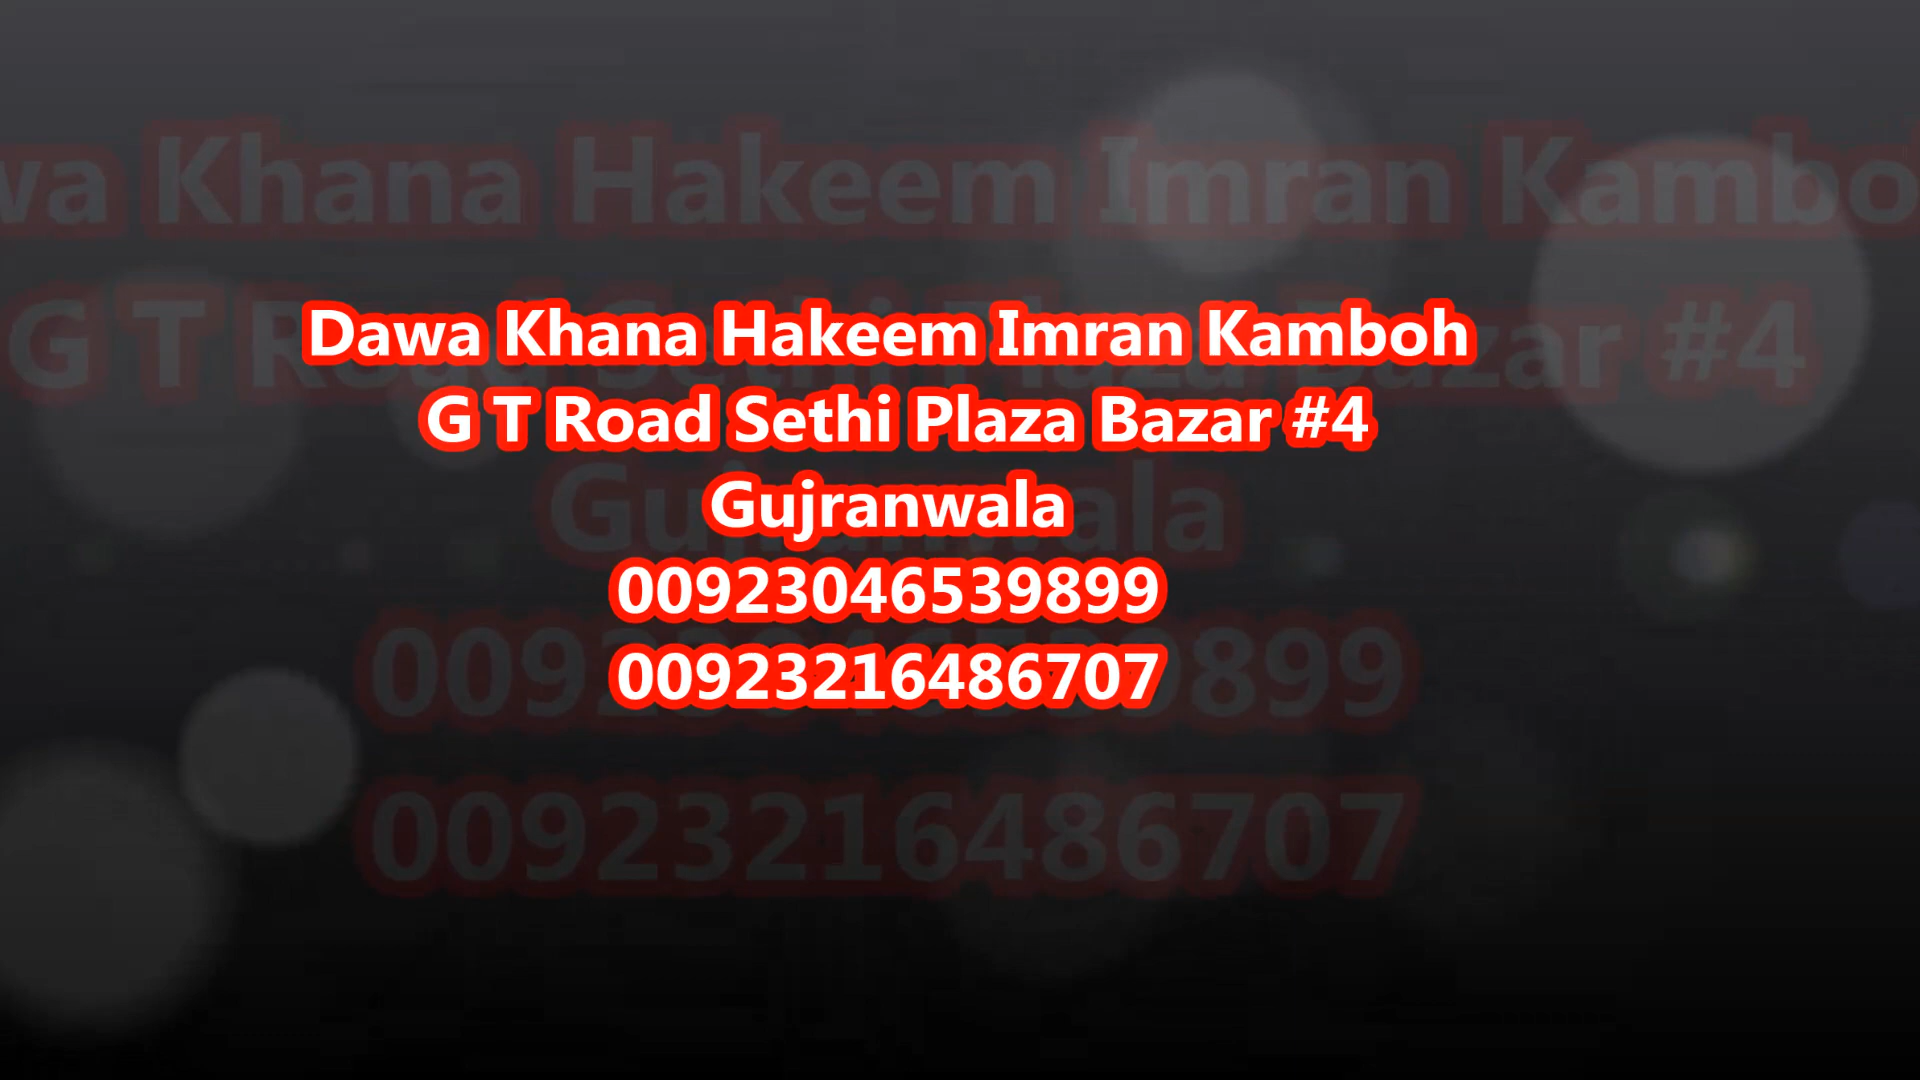 Dawa Khana Hakeem Imran Kamboh
G T Road Sethi Plaza Bazar #4
Gujranwala
00923046539899
00923216486707